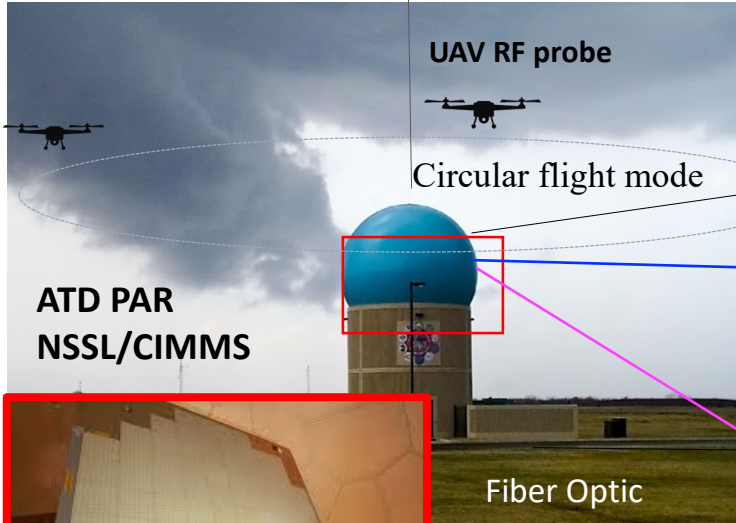 UAV RF probe
Circular flight mode
ATD PAR
NSSL/CIMMS
Fiber Optic